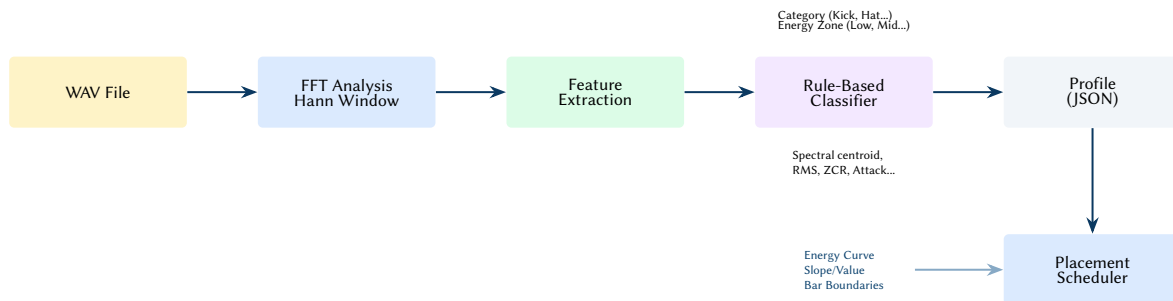 Category (Kick, Hat...)
Energy Zone (Low, Mid...)
WAV File
FFT Analysis
Hann Window
Feature
Extraction
Rule-Based
Classifier
Profile
(JSON)
Spectral centroid,
RMS, ZCR, Attack...
Energy Curve
Slope/Value
Bar Boundaries
Placement
Scheduler